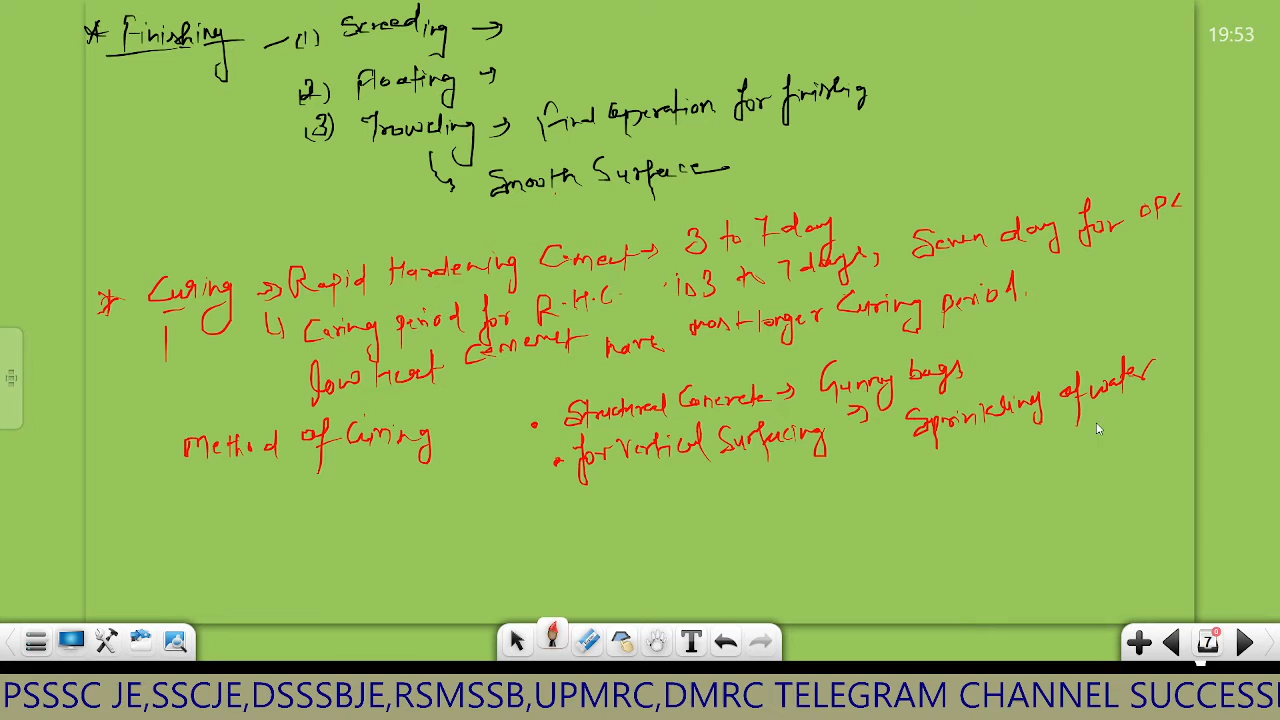 19:53
* Finishing - (1) Screeding →
(2) Floating →
(3) Troweling → Final operation for finishig
↳ Smooth Surface
* Curing → Rapid Hardening Cement → 3 to 7 day
↳ Curing period for R.H.C. is 3 to 7 days, Seven day for OPC
low Heat Cement have most longer Curing period.
Method of Curing
• Structural Concrete → Gunny bags
• for vertical Surfacing → Sprinkling of water
T
7
PSSSC JE,SSCJE,DSSSBJE,RSMSSB,UPMRC,DMRC TELEGRAM CHANNEL SUCCESS